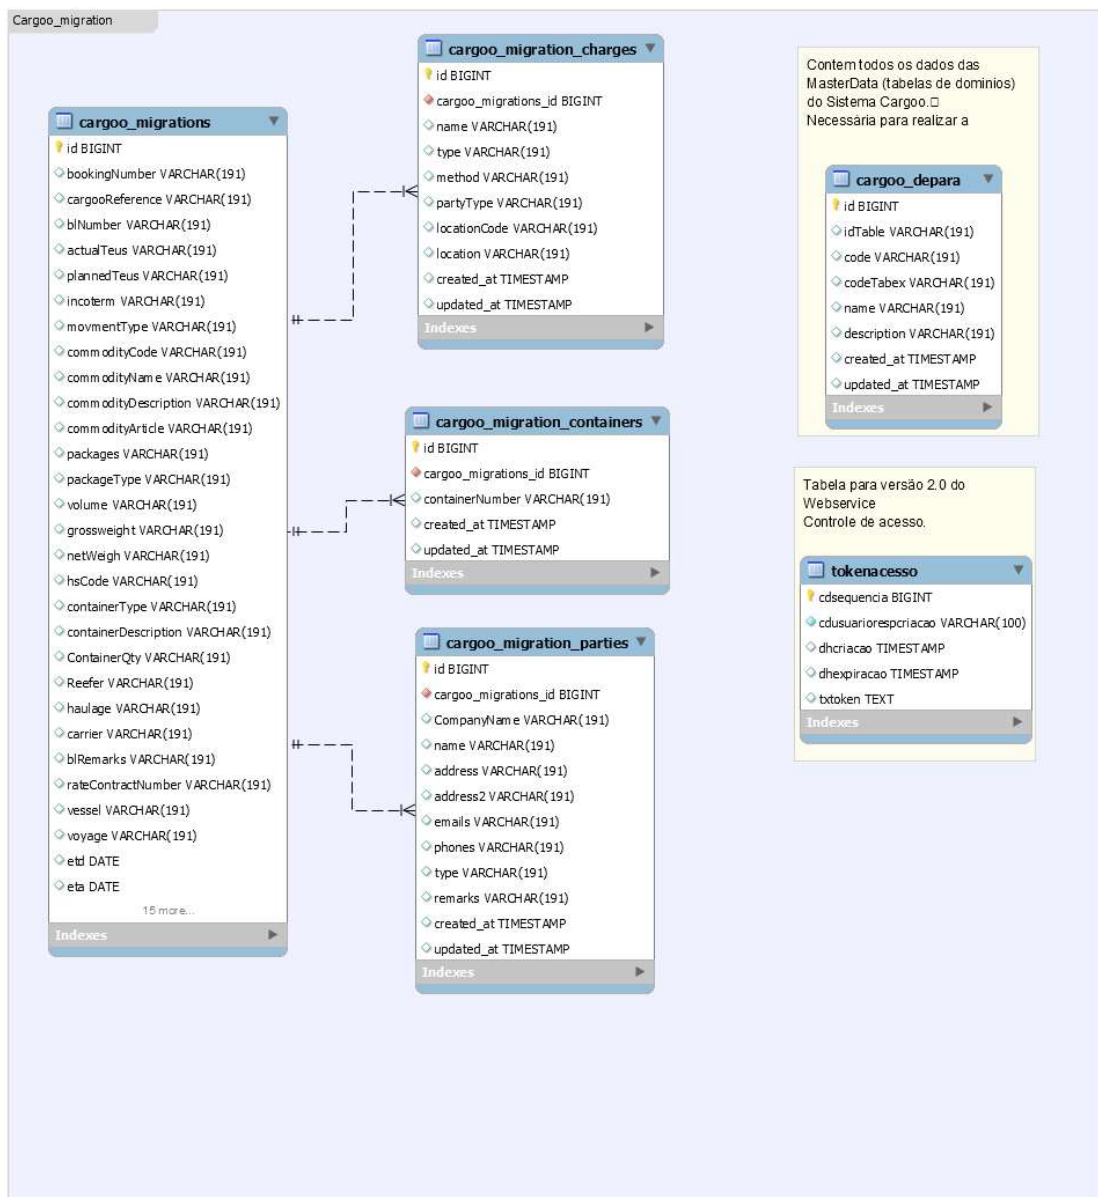 Cargoo_migration
cargoo_migrations
id BIGINT
bookingNumber VARCHAR(191)
cargooReference VARCHAR(191)
blNumber VARCHAR(191)
actualTeus VARCHAR(191)
plannedTeus VARCHAR(191)
incoterm VARCHAR(191)
movmentType VARCHAR(191)
commodityCode VARCHAR(191)
commodityName VARCHAR(191)
commodityDescription VARCHAR(191)
commodityArticle VARCHAR(191)
packages VARCHAR(191)
packageType VARCHAR(191)
volume VARCHAR(191)
grossweight VARCHAR(191)
netWeigh VARCHAR(191)
hsCode VARCHAR(191)
containerType VARCHAR(191)
containerDescription VARCHAR(191)
ContainerQty VARCHAR(191)
Reefer VARCHAR(191)
haulage VARCHAR(191)
carrier VARCHAR(191)
blRemarks VARCHAR(191)
rateContractNumber VARCHAR(191)
vessel VARCHAR(191)
voyage VARCHAR(191)
etd DATE
eta DATE
15 more...
Indexes
cargoo_migration_charges
id BIGINT
cargoo_migrations_id BIGINT
name VARCHAR(191)
type VARCHAR(191)
method VARCHAR(191)
partyType VARCHAR(191)
locationCode VARCHAR(191)
location VARCHAR(191)
created_at TIMESTAMP
updated_at TIMESTAMP
Indexes
cargoo_migration_containers
id BIGINT
cargoo_migrations_id BIGINT
containerNumber VARCHAR(191)
created_at TIMESTAMP
updated_at TIMESTAMP
Indexes
cargoo_migration_parties
id BIGINT
cargoo_migrations_id BIGINT
CompanyName VARCHAR(191)
name VARCHAR(191)
address VARCHAR(191)
address2 VARCHAR(191)
emails VARCHAR(191)
phones VARCHAR(191)
type VARCHAR(191)
remarks VARCHAR(191)
created_at TIMESTAMP
updated_at TIMESTAMP
Indexes
Contem todos os dados das
MasterData (tabelas de dominios)
do Sistema Cargoo.
Necessária para realizar a
cargoo_depara
id BIGINT
idTable VARCHAR(191)
code VARCHAR(191)
codeTabex VARCHAR(191)
name VARCHAR(191)
description VARCHAR(191)
created_at TIMESTAMP
updated_at TIMESTAMP
Indexes
Tabela para versão 2.0 do
Webservice
Controle de acesso.
tokenacesso
cdsequencia BIGINT
cdusuariorespcriacao VARCHAR(100)
dhcriacao TIMESTAMP
dhexpiracao TIMESTAMP
txtoken TEXT
Indexes